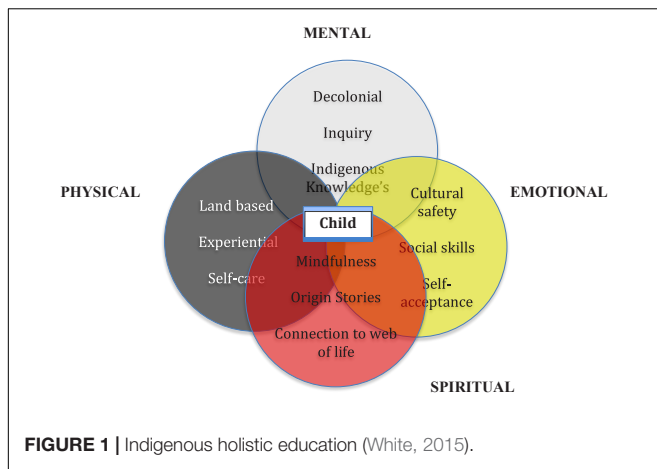 MENTAL
Decolonial
Inquiry
Indigenous
Knowledge's
PHYSICAL
EMOTIONAL
Land based
Experiential
Self-care
Cultural
safety
Social skills
Self-
acceptance
Child
Mindfulness
Origin Stories
Connection to web
of life
SPIRITUAL
FIGURE 1 | Indigenous holistic education (White, 2015).